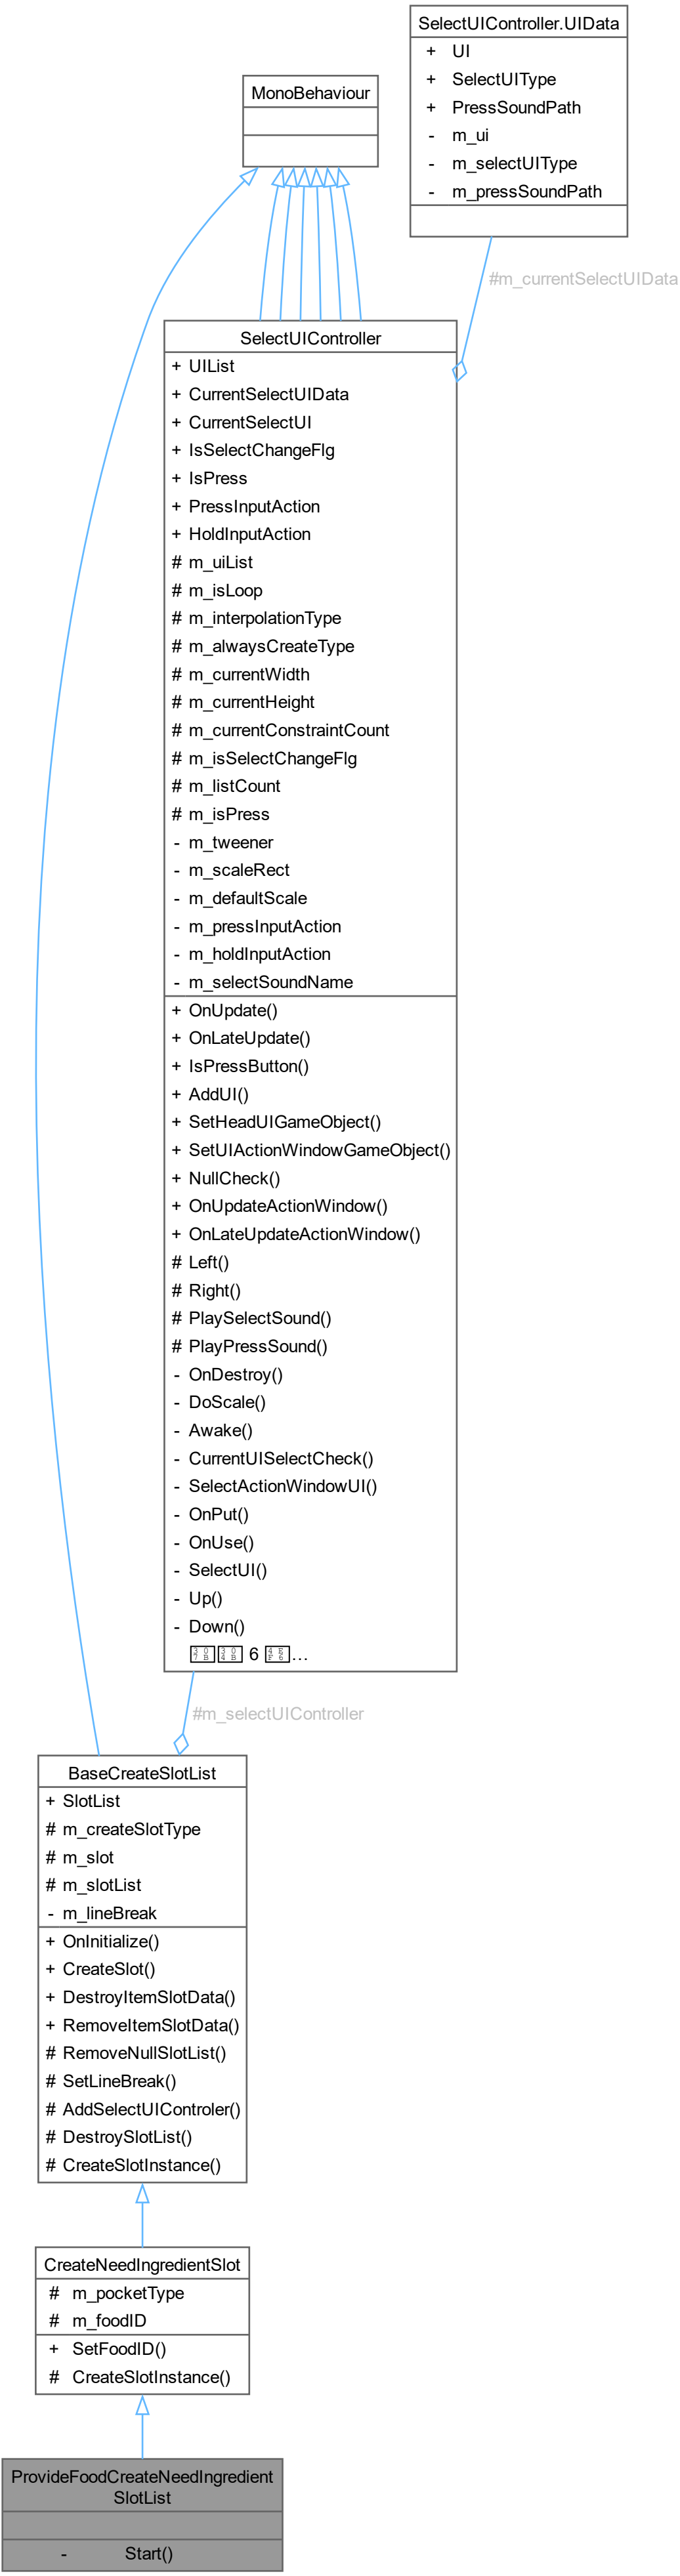 SelectUIController.UIData
+ UI
+ SelectUIType
+ PressSoundPath
- m_ui
- m_selectUIType
- m_pressSoundPath
MonoBehaviour
#m_currentSelectUIData
SelectUIController
+ UIList
+ CurrentSelectUIData
+ CurrentSelectUI
+ IsSelectChangeFlg
+ IsPress
+ PressInputAction
+ HoldInputAction
# m_uiList
# m_isLoop
# m_interpolationType
# m_alwaysCreateType
# m_currentWidth
# m_currentHeight
# m_currentConstraintCount
# m_isSelectChangeFlg
# m_listCount
# m_isPress
- m_tweener
- m_scaleRect
- m_defaultScale
- m_pressInputAction
- m_holdInputAction
- m_selectSoundName
+ OnUpdate()
+ OnLateUpdate()
+ IsPressButton()
+ AddUI()
+ SetHeadUIGameObject()
+ SetUIActionWindowGameObject()
+ NullCheck()
+ OnUpdateActionWindow()
+ OnLateUpdateActionWindow()
# Left()
# Right()
# PlaySelectSound()
# PlayPressSound()
- OnDestroy()
- DoScale()
- Awake()
- CurrentUISelectCheck()
- SelectActionWindowUI()
- OnPut()
- OnUse()
- SelectUI()
- Up()
- Down()
6 ...
#m_selectUIController
BaseCreateSlotList
+ SlotList
# m_createSlotType
# m_slot
# m_slotList
- m_lineBreak
+ OnInitialize()
+ CreateSlot()
+ DestroyItemSlotData()
+ RemoveItemSlotData()
# RemoveNullSlotList()
# SetLineBreak()
# AddSelectUIControler()
# DestroySlotList()
# CreateSlotInstance()
CreateNeedIngredientSlot
# m_pocketType
# m_foodID
+ SetFoodID()
# CreateSlotInstance()
ProvideFoodCreateNeedIngredient
SlotList
- Start()